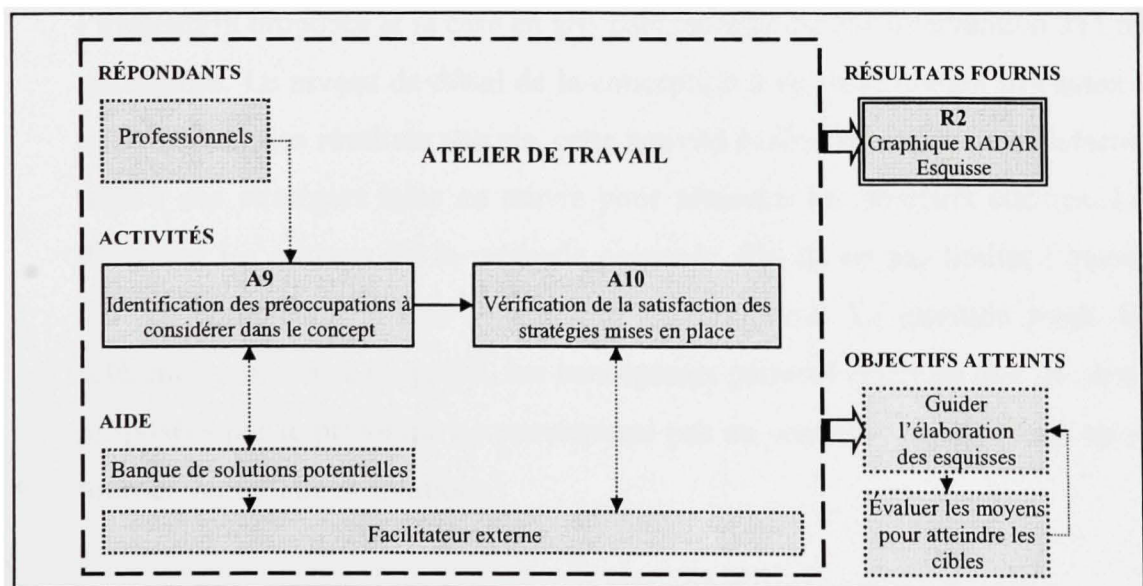 RÉPONDANTS
Professionnels
ATELIER DE TRAVAIL
ACTIVITÉS
A9
Identification des préoccupations à
considérer dans le concept
A10
Vérification de la satisfaction des
stratégies mises en place
AIDE
Banque de solutions potentielles
Facilitateur externe
RÉSULTATS FOURNIS
R2
Graphique RADAR
Esquisse
OBJECTIFS ATTEINTS
Guider
l'élaboration
des esquisses
Évaluer les moyens
pour atteindre les
cibles